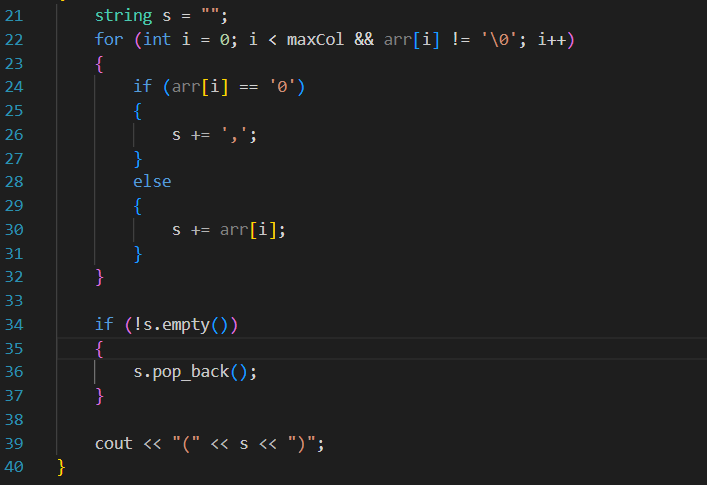 21 string s = "";
22 for (int i = 0; i < maxCol && arr[i] != '\0'; i++)
23 {
24 if (arr[i] == '0')
25 {
26 s += ',';
27 }
28 else
29 {
30 s += arr[i];
31 }
32 }
33
34 if (!s.empty())
35 {
36 s.pop_back();
37 }
38
39 cout << "(" << s << ")";
40 }